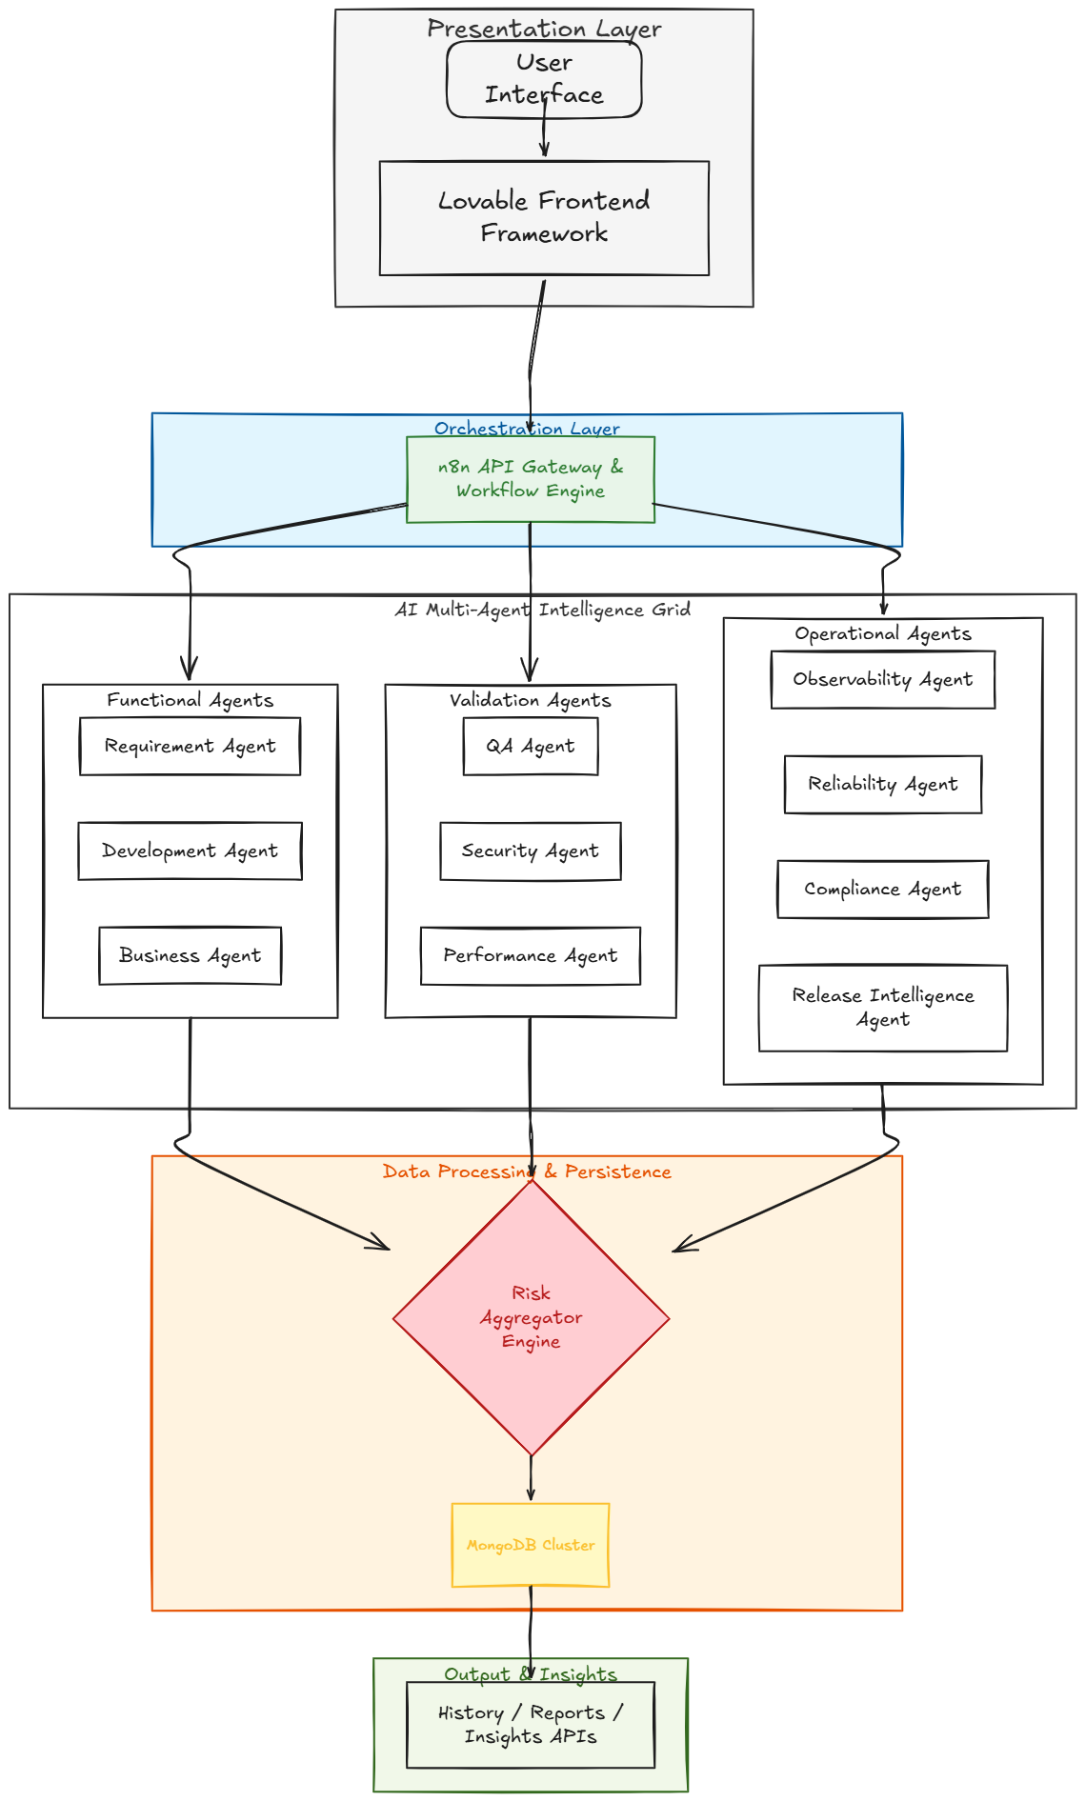 Presentation Layer
User
Interface
Lovable Frontend
Framework
Orchestration Layer
n8n API Gateway &
Workflow Engine
AI Multi-Agent Intelligence Grid
Functional Agents
Requirement Agent
Development Agent
Business Agent
Validation Agents
QA Agent
Security Agent
Performance Agent
Operational Agents
Observability Agent
Reliability Agent
Compliance Agent
Release Intelligence
Agent
Data Processing & Persistence
Risk
Aggregator
Engine
MongoDB Cluster
Output & Insights
History / Reports /
Insights APIs